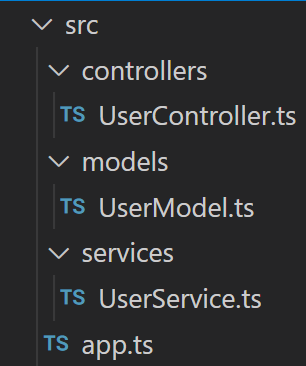 src
controllers
TS UserController.ts
models
TS UserModel.ts
services
TS UserService.ts
TS app.ts